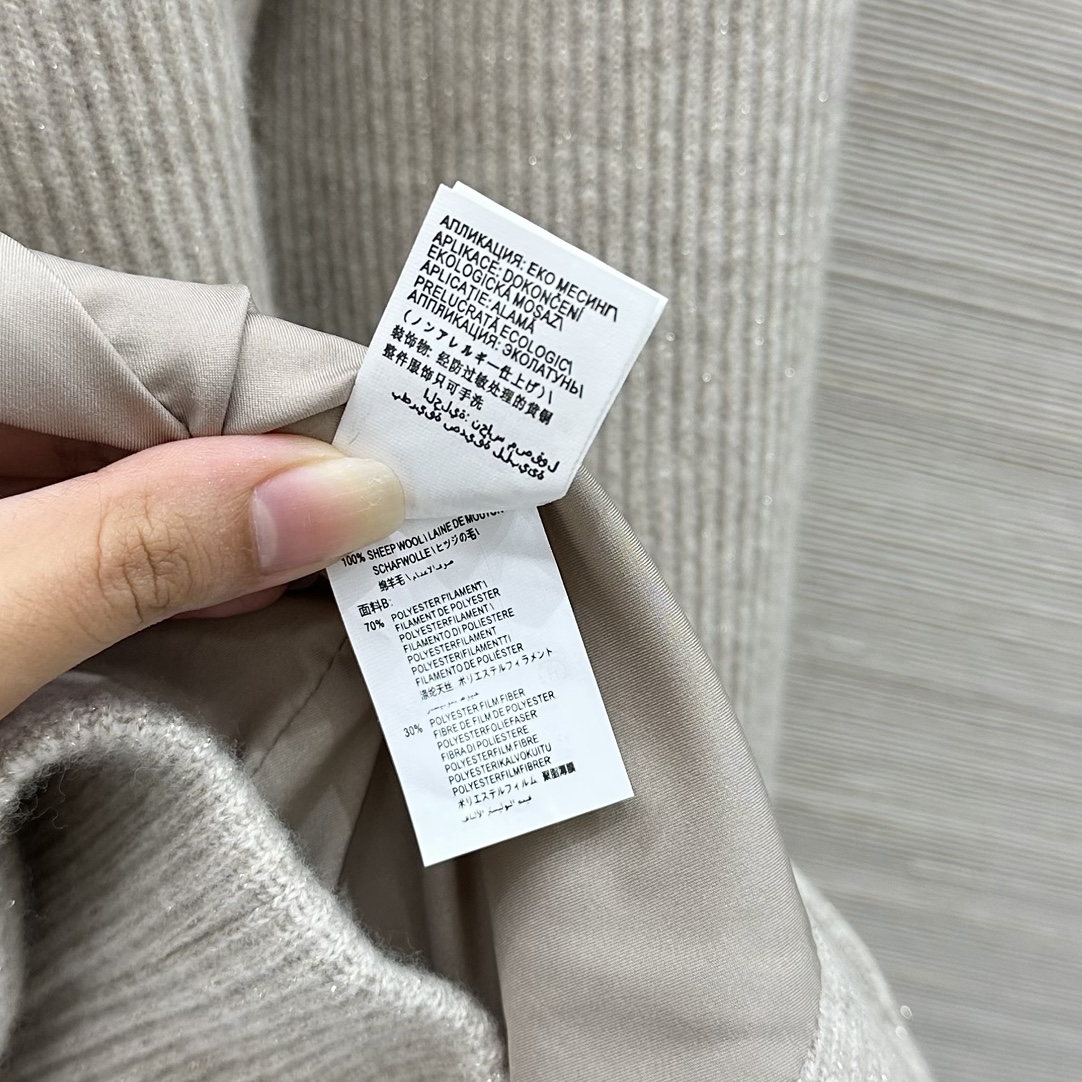 АПЛИКАЦИЯ: ЕКО МЕСИНГ\
APLIKACE: DOKONČENÍ
EKOLOGICKÁ MOSAZ\
APLICATIE: ALAMĂ
PRELUCRATĂ ECOLOGIC\
АППЛИКАЦИЯ: ЭКОЛАТУНЬ\
(ノンアレルギー仕上げ)\
装饰物: 经防过敏处理的黄铜
整件服饰只可手洗
100% SHEEP WOOL\ LAINE DE MOUTON
SCHAFWOLLE\ ヒツジの毛\
绵羊毛\
面料B:
70% POLYESTER FILAMENT\
FILAMENT DE POLYESTER
POLYESTERFILAMENT\
FILAMENTO DI POLIESTERE
POLYESTERFILAMENT
POLYESTERIFILAMENTTI\
FILAMENTO DE POLIÉSTER
涤纶天丝 ポリエステルフィラメント
30% POLYESTER FILM FIBER
FIBRE DE FILM DE POLYESTER
POLYESTERFOLIEFASER
FIBRA DI POLIESTERE
POLYESTERFILM FIBRE
POLYESTERIKALVOKUITU
POLYESTERFILMFIBRER
ポリエステルフィルム 聚脂薄膜